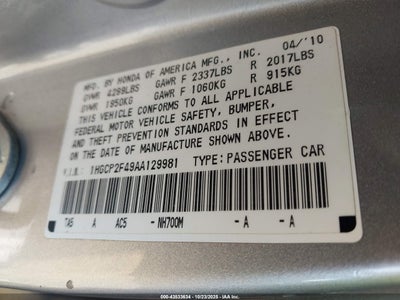 MFD. BY HONDA OF AMERICA MFG., INC. 04/'10
GVWR 4299LBS GAWR F 2337LBS R 2017LBS
GVWR 1950KG GAWR F 1060KG R 915KG
THIS VEHICLE CONFORMS TO ALL APPLICABLE
FEDERAL MOTOR VEHICLE SAFETY, BUMPER,
AND THEFT PREVENTION STANDARDS IN EFFECT
ON THE DATE OF MANUFACTURE SHOWN ABOVE.
V.I.N.: 1HGCP2F49AA129981 TYPE: PASSENGER CAR
TA5 A AC5 - NH700M - A - A
000-43533634 - 10/23/2025 - IAA Inc.